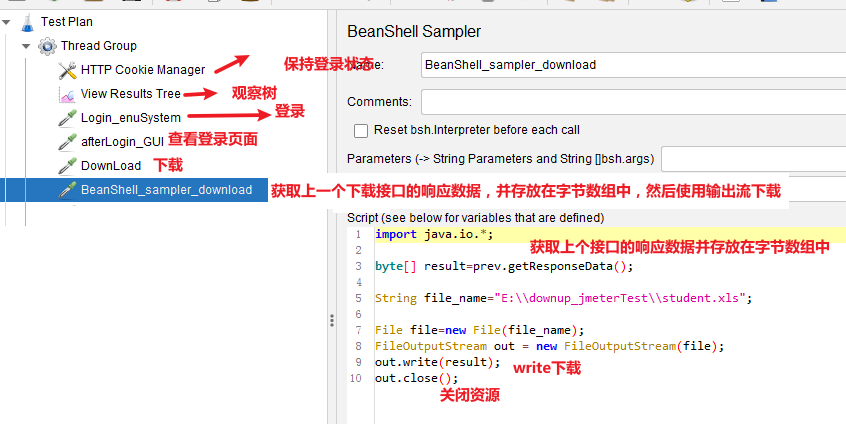 Test Plan
Thread Group
HTTP Cookie Manager
保持登录状态
View Results Tree
观察树
Login_enuSystem
登录
afterLogin_GUI
查看登录页面
DownLoad
下载
BeanShell_sampler_download
获取上一个下载接口的响应数据，并存放在字节数组中，然后使用输出流下载
BeanShell Sampler
Name:
BeanShell_sampler_download
Comments:
Reset bsh.Interpreter before each call
Parameters (-> String Parameters and String []bsh.args)
Script (see below for variables that are defined)
1 import java.io.*;
获取上个接口的响应数据并存放在字节数组中
2
3 byte[] result=prev.getResponseData();
4
5 String file_name="E:\\downup_jmeterTest\\student.xls";
6
7 File file=new File(file_name);
8 FileOutputStream out = new FileOutputStream(file);
9 out.write(result);
write下载
10 out.close();
关闭资源